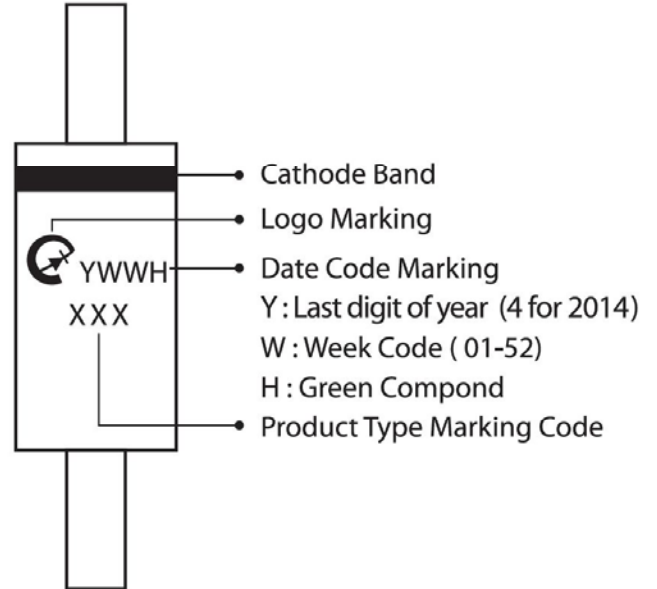 Cathode Band
Logo Marking
YWWH
Date Code Marking
XXX
Y : Last digit of year (4 for 2014)
W : Week Code ( 01-52)
H : Green Compond
Product Type Marking Code